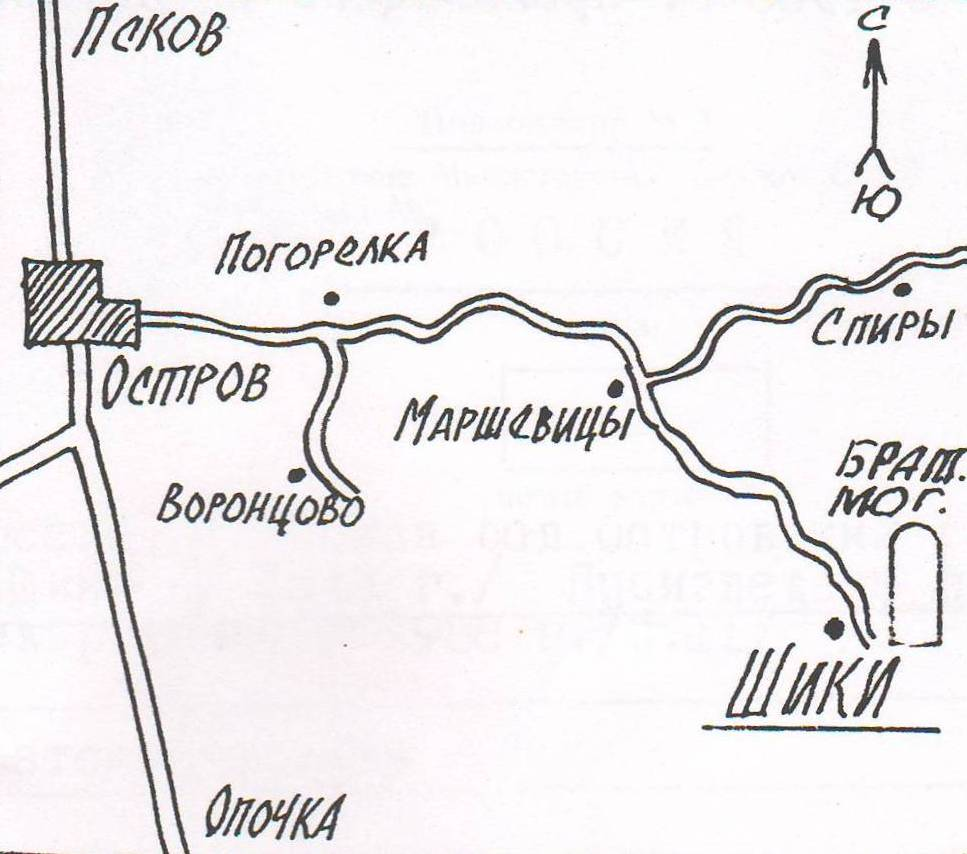 Псков
С
Ю
Погорелка
Спиры
Остров
Маршевицы
Брат.
мог.
Воронцово
Шики
Опочка